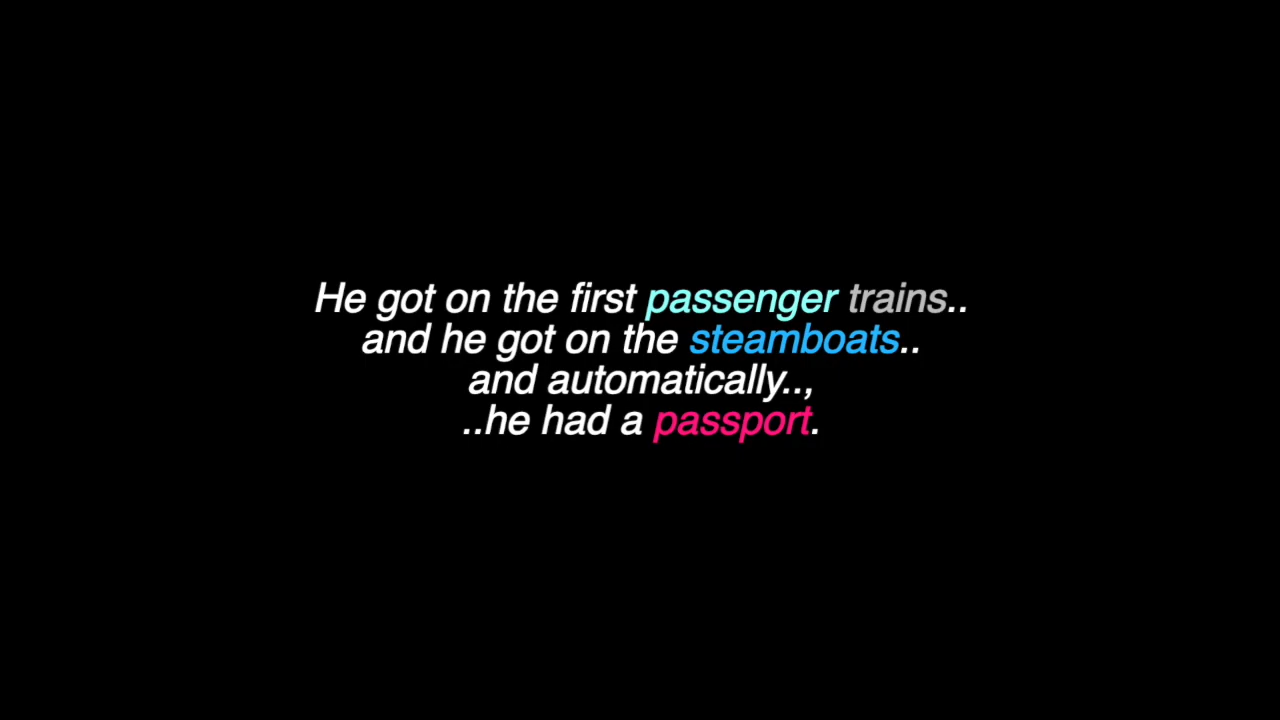 He got on the first passenger trains..
and he got on the steamboats..
and automatically..,
..he had a passport.